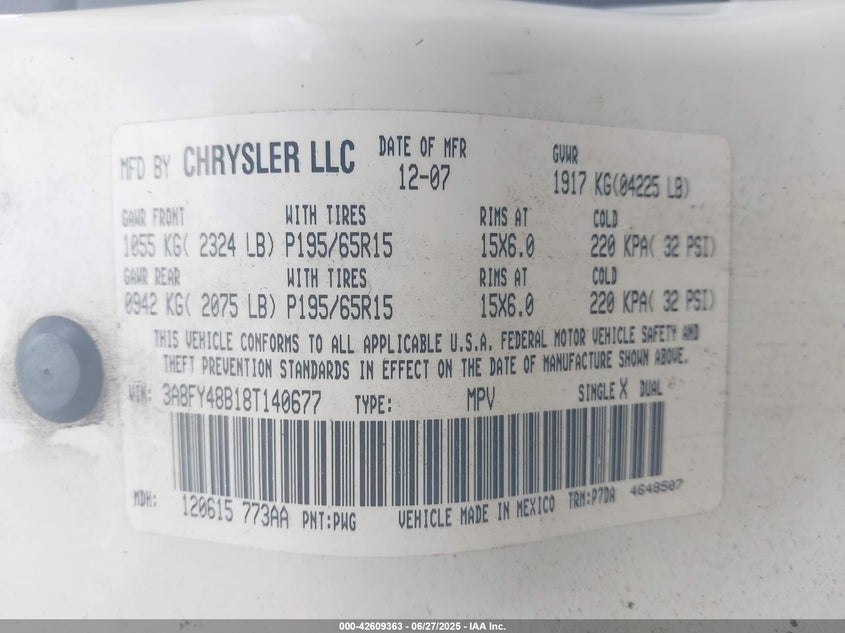 MFD BY CHRYSLER LLC DATE OF MFR 12-07 GVWR 1917 KG(04225 LB)
GAWR FRONT WITH TIRES RIMS AT COLD
1055 KG( 2324 LB) P195/65R15 15X6.0 220 KPA( 32 PSI)
GAWR REAR WITH TIRES RIMS AT COLD
0942 KG( 2075 LB) P195/65R15 15X6.0 220 KPA( 32 PSI)
THIS VEHICLE CONFORMS TO ALL APPLICABLE U.S.A. FEDERAL MOTOR VEHICLE SAFETY AND
THEFT PREVENTION STANDARDS IN EFFECT ON THE DATE OF MANUFACTURE SHOWN ABOVE.
VIN: 3A8FY48B18T140677 TYPE: MPV SINGLE X DUAL
MDH: 120615 773AA PNT:PWG VEHICLE MADE IN MEXICO TRM:P7DA 4648507
000-42609363 - 06/27/2025 - IAA Inc.